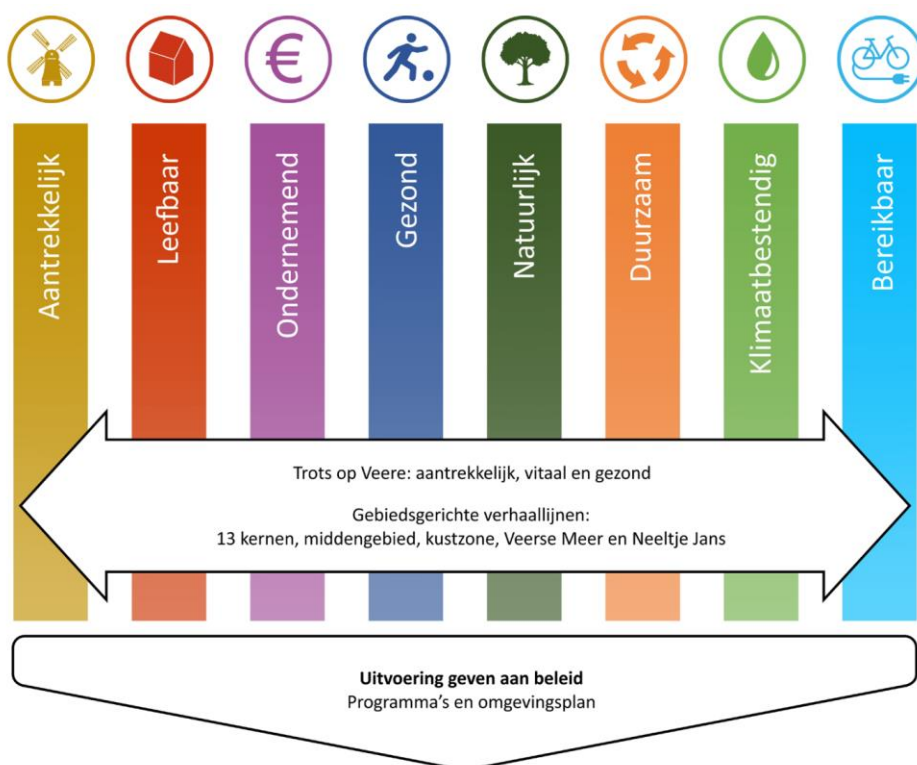 €
Aantrekkelijk
Leefbaar
Ondernemend
Gezond
Natuurlijk
Duurzaam
Klimaatbestendig
Bereikbaar
Trots op Veere: aantrekkelijk, vitaal en gezond
Gebiedsgerichte verhaallijnen:
13 kernen, middengebied, kustzone, Veerse Meer en Neeltje Jans
Uitvoering geven aan beleid
Programma’s en omgevingsplan